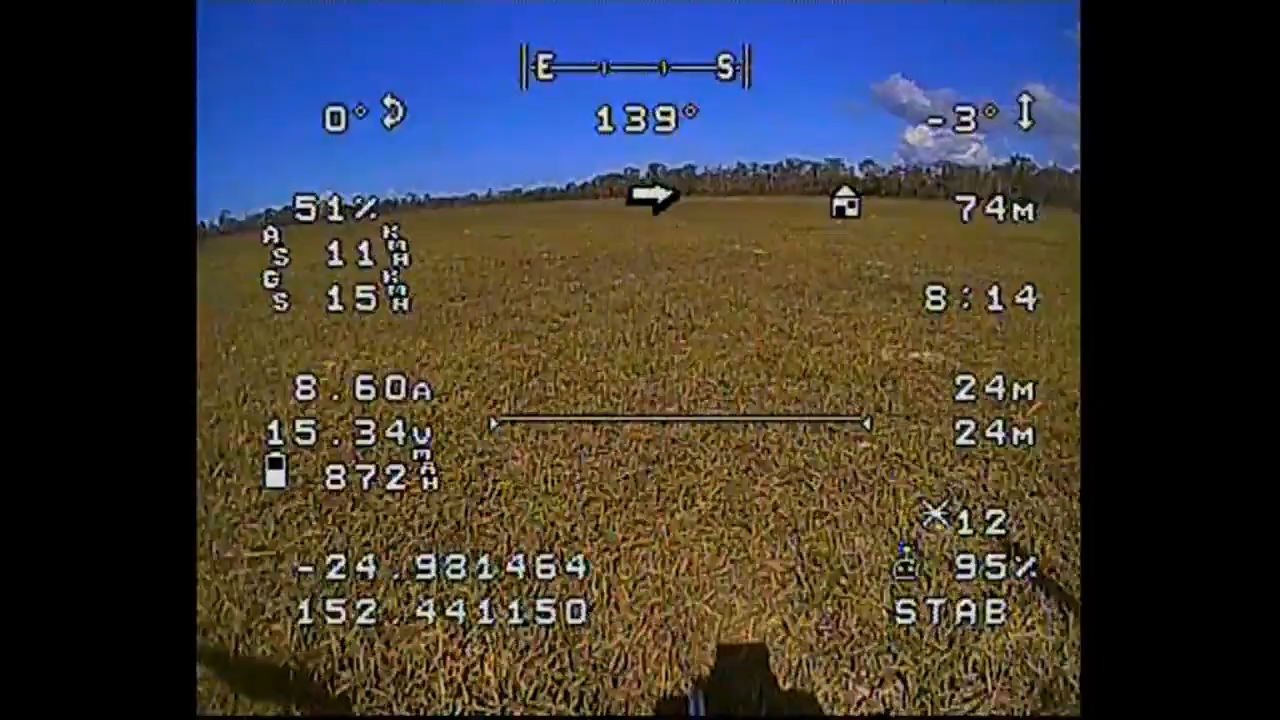 E S
0° 139° -3°
51% 74M
AS 11 KMH
GS 15 KMH 8:14
8.60A 24M
15.34V 24M
872 MAH
12
-24.981464 95%
152.441150 STAB